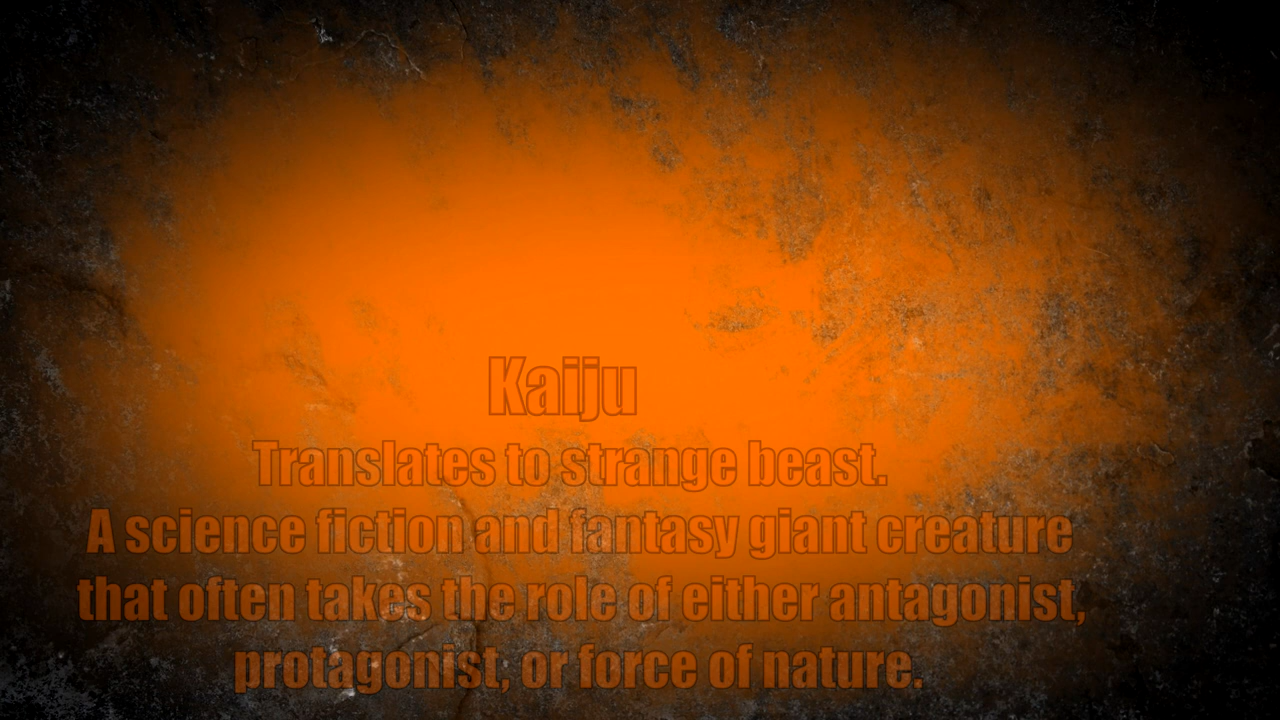 Kaiju
Translates to strange beast.
A science fiction and fantasy giant creature
that often takes the role of either antagonist,
protagonist, or force of nature.